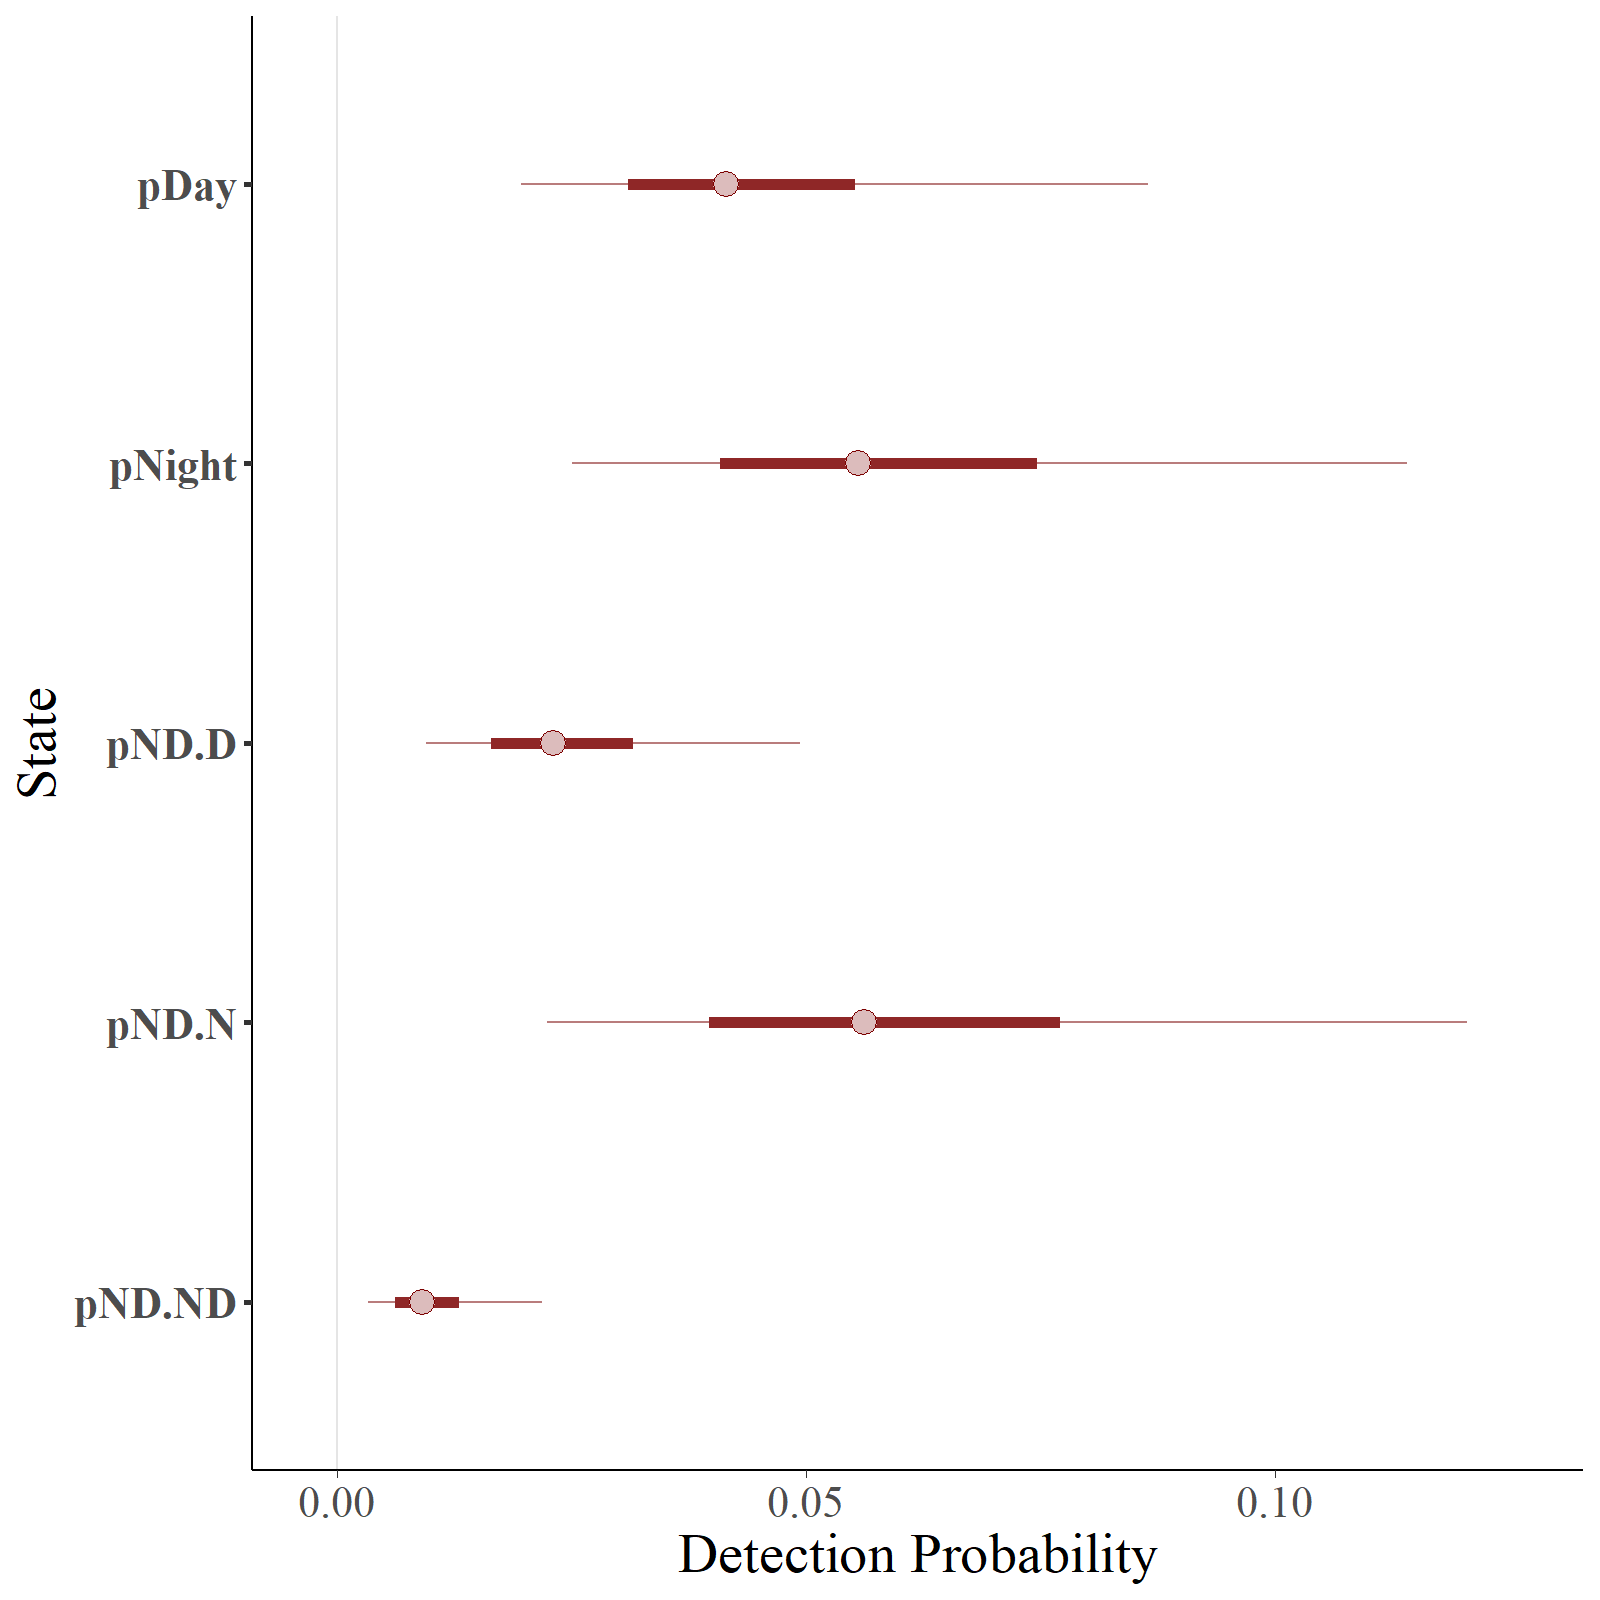 pDay
pNight
pND.D
pND.N
pND.ND
State
0.00 0.05 0.10
Detection Probability